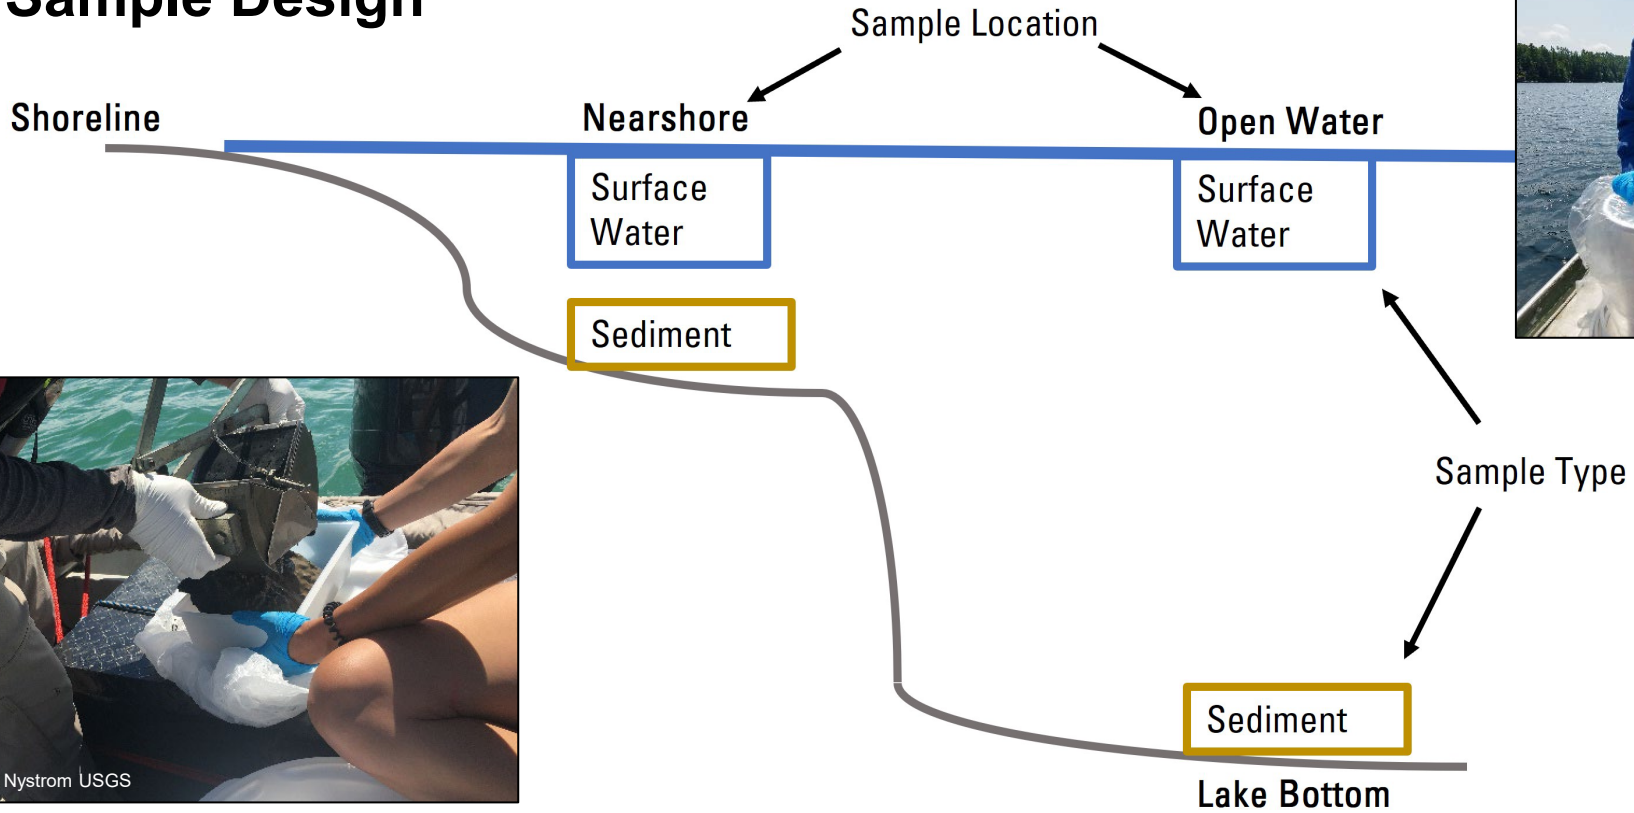 Sample Design
Sample Location
Shoreline
Nearshore
Open Water
Surface
Water
Surface
Water
Sediment
Sample Type
Sediment
Lake Bottom
Nystrom USGS